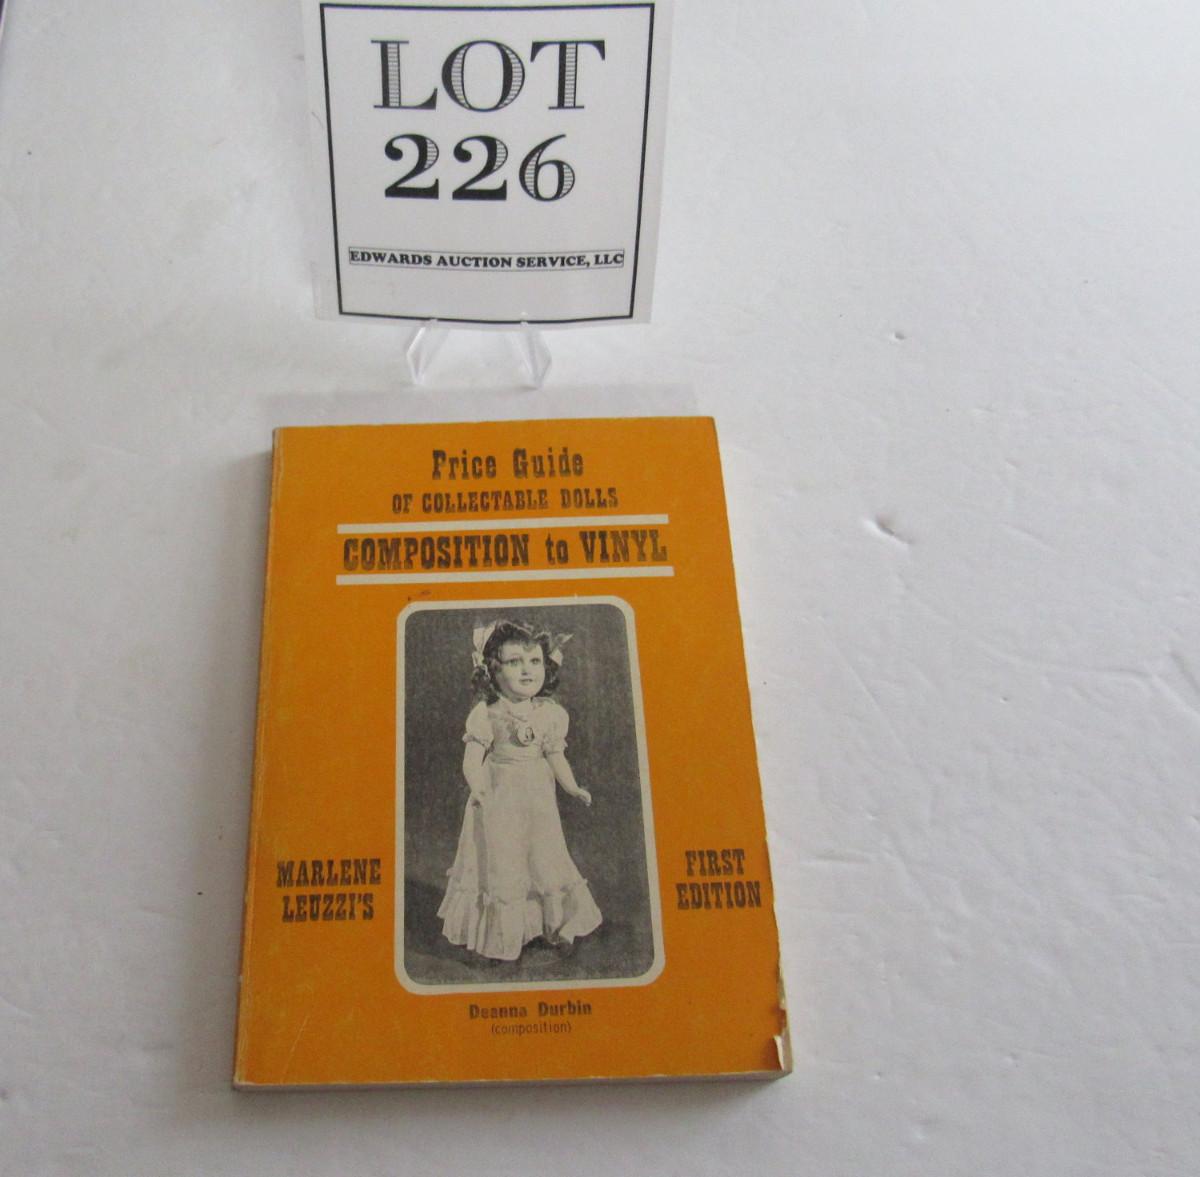 LOT
226
EDWARDS AUCTION SERVICE, LLC
Price Guide
OF COLLECTABLE DOLLS
COMPOSITION to VINYL
MARLENE
LEUZZI'S
FIRST
EDITION
Deanna Durbin
(composition)